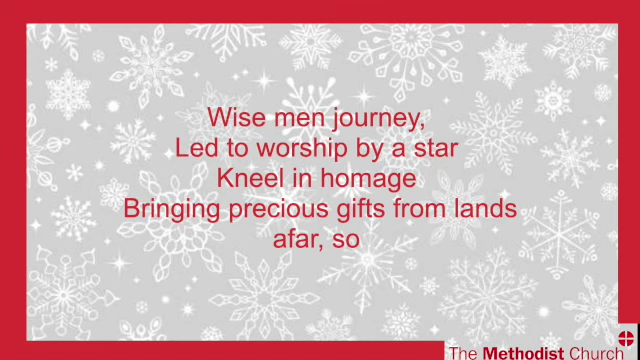 Wise men journey,
Led to worship by a star
Kneel in homage
Bringing precious gifts from lands
afar, so
The Methodist Church